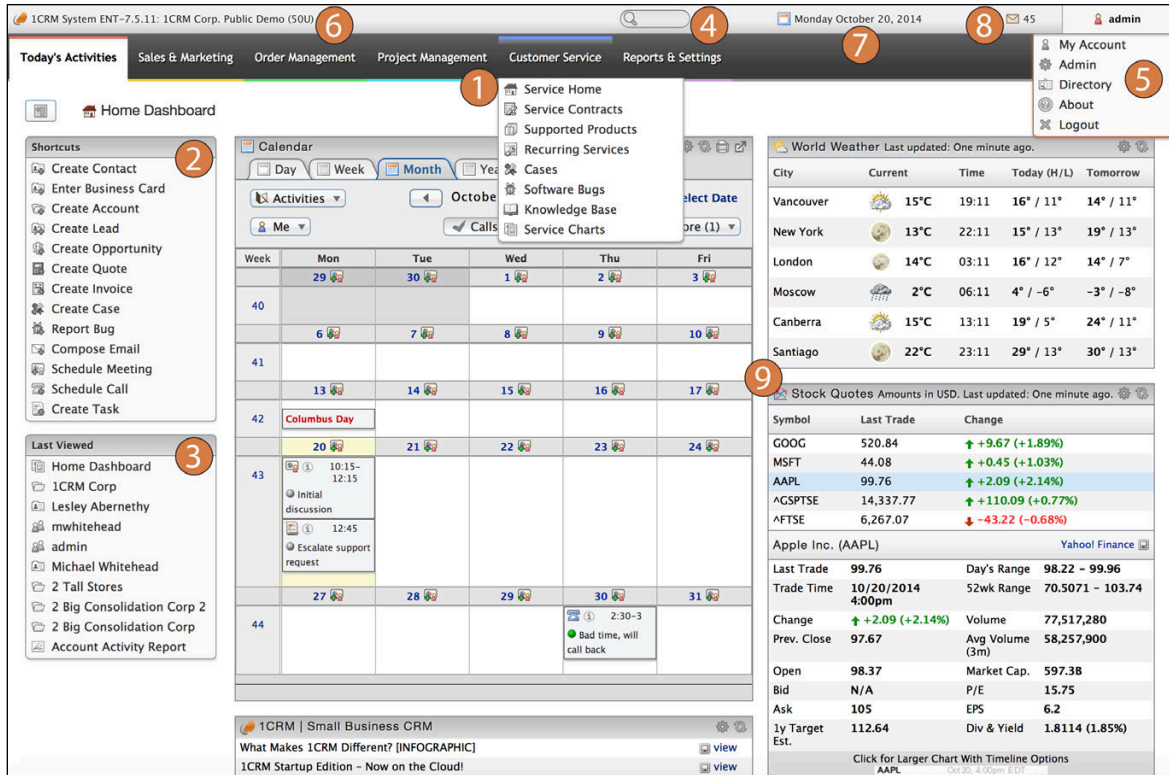 1CRM System ENT-7.5.11: 1CRM Corp. Public Demo (50U)
6
4
Monday October 20, 2014
7
8
45
admin
Today's Activities Sales & Marketing Order Management Project Management Customer Service Reports & Settings
My Account
Admin
Directory
About
Logout
5
1
Service Home
Service Contracts
Supported Products
Recurring Services
Cases
Software Bugs
Knowledge Base
Service Charts
Home Dashboard
Shortcuts
2
Create Contact
Enter Business Card
Create Account
Create Lead
Create Opportunity
Create Quote
Create Invoice
Create Case
Report Bug
Compose Email
Schedule Meeting
Schedule Call
Create Task
Last Viewed
3
Home Dashboard
1CRM Corp
Lesley Abernethy
mwhitehead
admin
Michael Whitehead
2 Tall Stores
2 Big Consolidation Corp 2
2 Big Consolidation Corp
Account Activity Report
Calendar
Day Week Month Yea
Activities Octobe elect Date
Me Calls ore (1)
Week Mon Tue Wed Thu Fri
29 30 1 2 3
40
6 7 8 9 10
41
13 14 15 16 17
42 Columbus Day
20 21 22 23 24
43 10:15-
12:15
Initial
discussion
12:45
Escalate support
request
27 28 29 30 31
44 2:30-3
Bad time, will
call back
1CRM | Small Business CRM
What Makes 1CRM Different? [INFOGRAPHIC] view
1CRM Startup Edition – Now on the Cloud! view
World Weather Last updated: One minute ago.
City Current Time Today (H/L) Tomorrow
Vancouver 15°C 19:11 16° / 11° 14° / 11°
New York 13°C 22:11 15° / 13° 19° / 13°
London 14°C 03:11 16° / 12° 14° / 7°
Moscow 2°C 06:11 4° / -6° -3° / -8°
Canberra 15°C 13:11 19° / 5° 24° / 11°
Santiago 22°C 23:11 29° / 13° 30° / 13°
9
Stock Quotes Amounts in USD. Last updated: One minute ago.
Symbol Last Trade Change
GOOG 520.84 +9.67 (+1.89%)
MSFT 44.08 +0.45 (+1.03%)
AAPL 99.76 +2.09 (+2.14%)
^GSPTSE 14,337.77 +110.09 (+0.77%)
^FTSE 6,267.07 -43.22 (-0.68%)
Apple Inc. (AAPL) Yahoo! Finance
Last Trade 99.76 Day's Range 98.22 - 99.96
Trade Time 10/20/2014 52wk Range 70.5071 - 103.74
4:00pm
Change +2.09 (+2.14%) Volume 77,517,280
Prev. Close 97.67 Avg Volume 58,257,900
(3m)
Open 98.37 Market Cap. 597.3B
Bid N/A P/E 15.75
Ask 105 EPS 6.2
1y Target 112.64 Div & Yield 1.8114 (1.85%)
Est.
Click for Larger Chart With Timeline Options
AAPL Oct 20, 4:00pm EDT